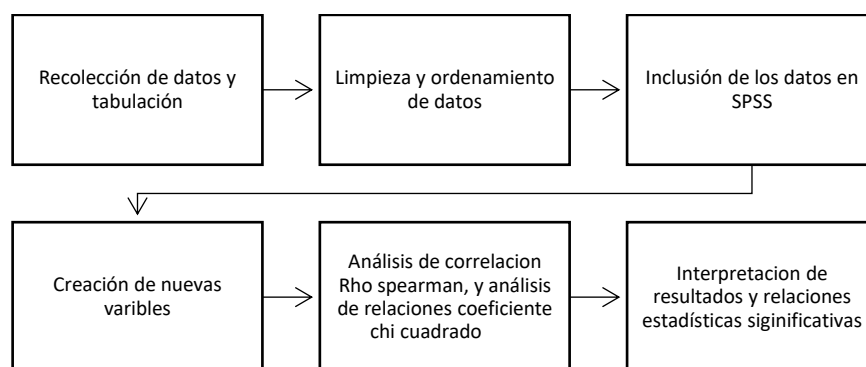 Recolección de datos y
tabulación
Limpieza y ordenamiento
de datos
Inclusión de los datos en
SPSS
Creación de nuevas
varibles
Análisis de correlacion
Rho spearman, y análisis
de relaciones coeficiente
chi cuadrado
Interpretacion de
resultados y relaciones
estadísticas siginificativas